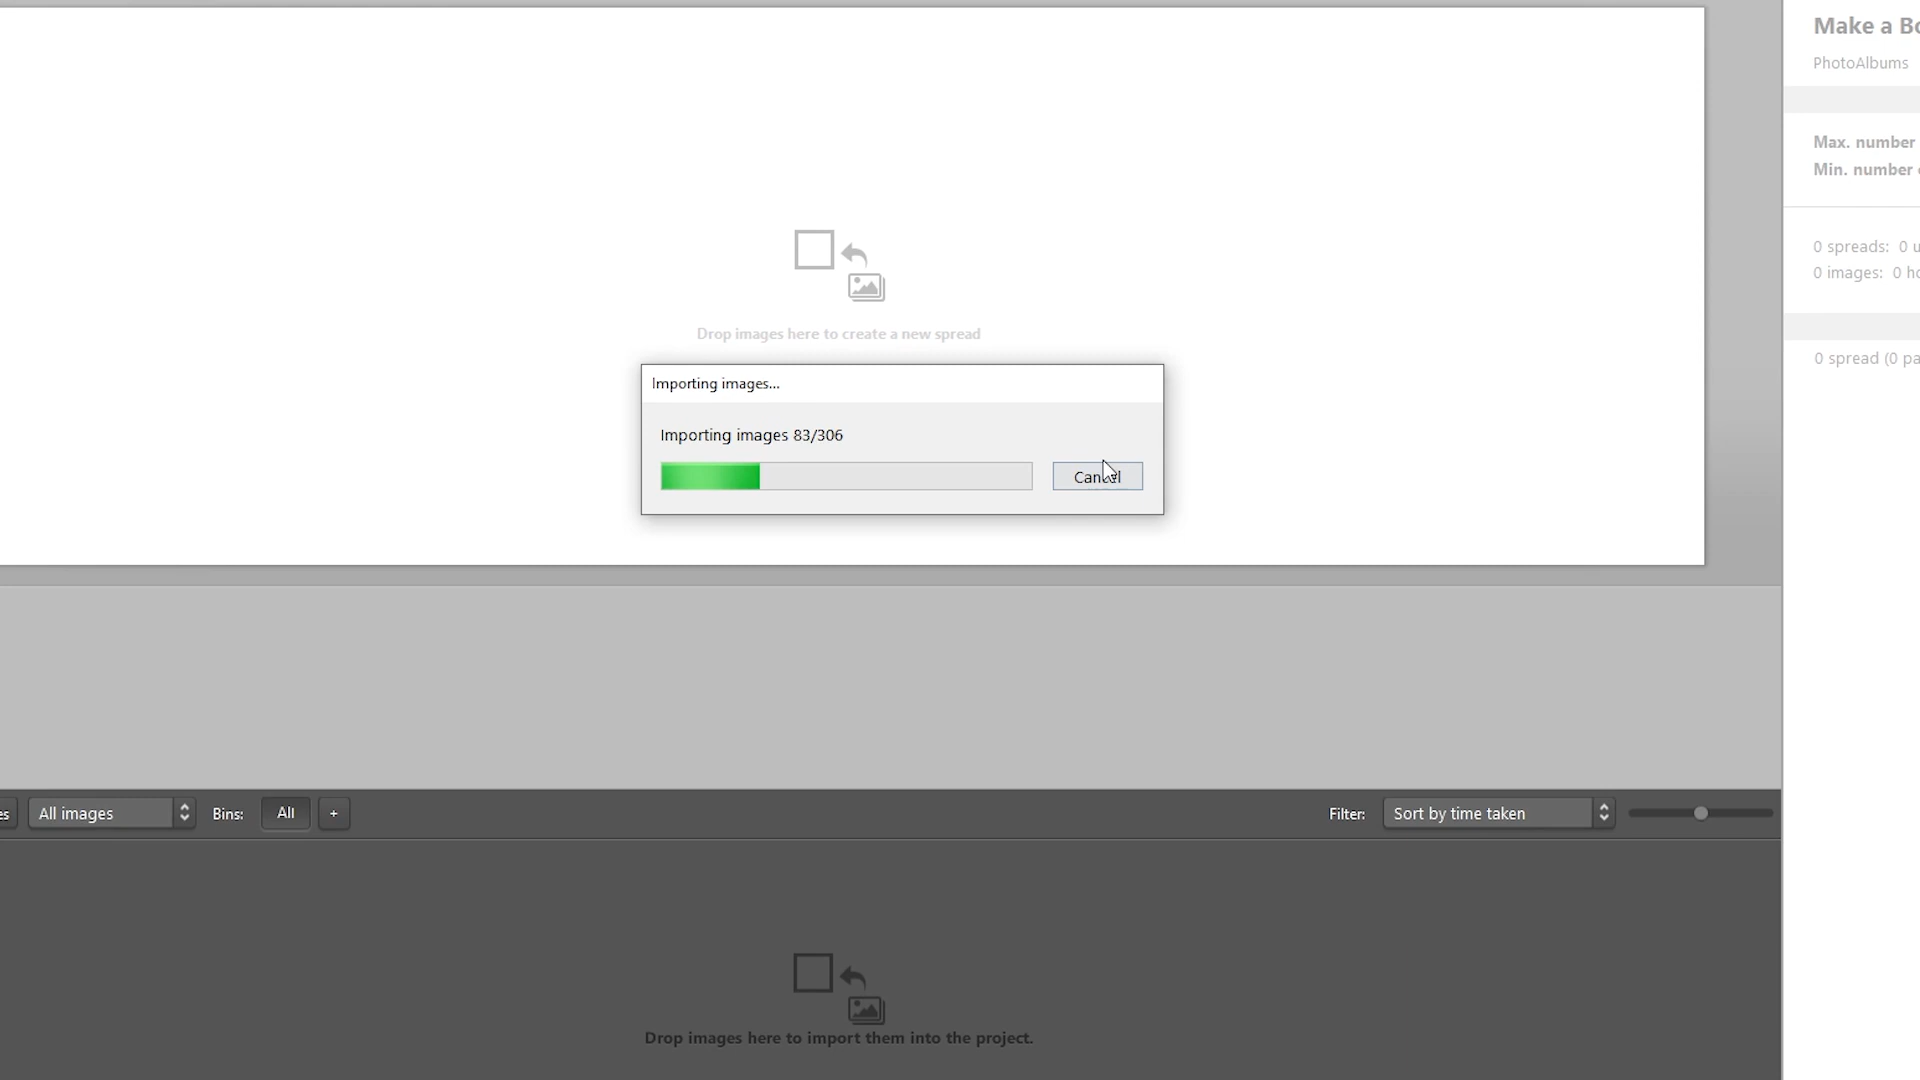 Make a
PhotoAlbums
Max. number
Min. number
0 spreads: 0
0 images: 0
Drop images here to create a new spread
0 spread (0
Importing images...
Importing images 83/306
Cancel
All images
Bins:
All
+
Filter:
Sort by time taken
Drop images here to import them into the project.